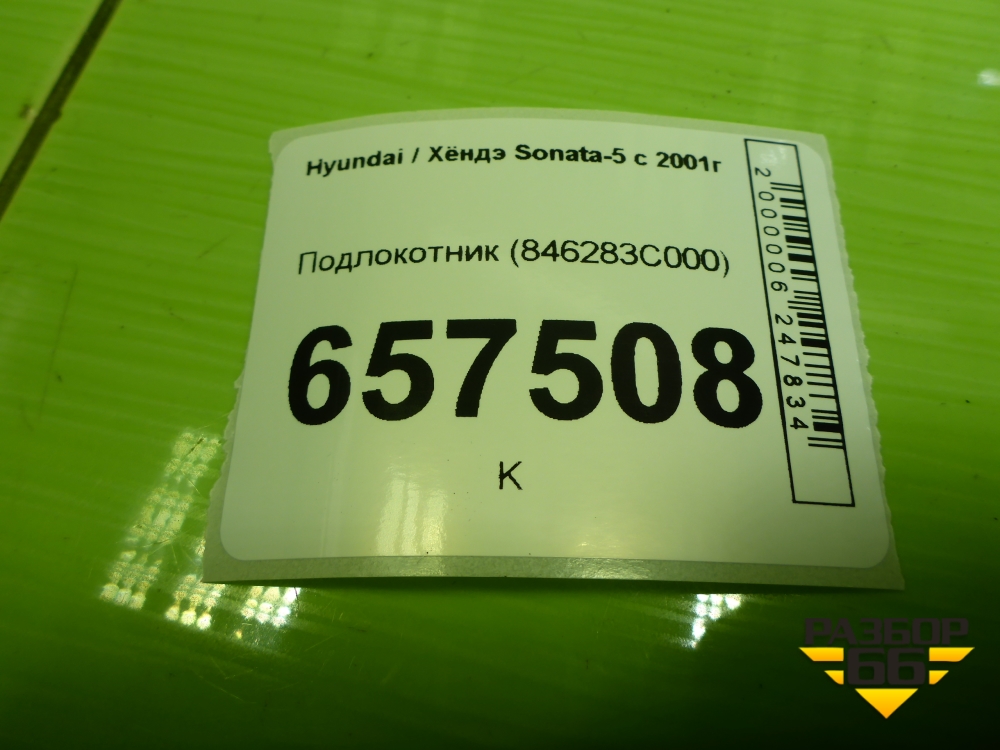 Hyundai / Хёндэ Sonata-5 с 2001г
Подлокотник (846283C000)
657508
К
2000006247834
РАЗБОР
66